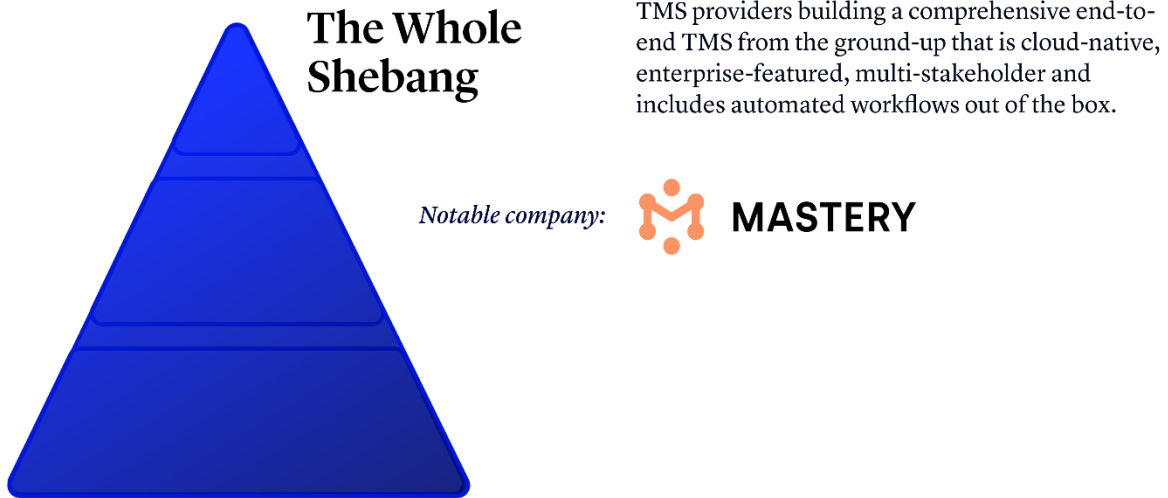 The Whole
Shebang
TMS providers building a comprehensive end-to-
end TMS from the ground-up that is cloud-native,
enterprise-featured, multi-stakeholder and
includes automated workflows out of the box.
Notable company:
MASTERY